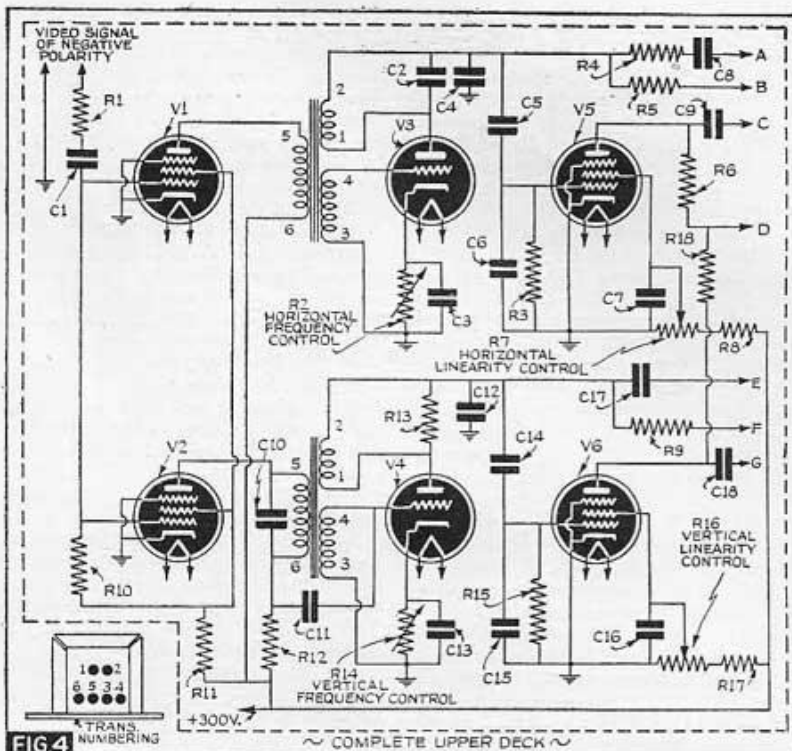 VIDEO SIGNAL
OF NEGATIVE
POLARITY
R1
V1
C1
5
6
2
1
4
3
C2
C4
V3
R2
HORIZONTAL
FREQUENCY
CONTROL
C3
C5
C6
R3
V5
C7
R7
HORIZONTAL
LINEARITY
CONTROL
R8
R4
C8
A
R5
B
C9
C
R6
D
R18
V2
R10
C10
5
6
2
1
4
3
C11
R11
R12
R13
C12
V4
R14
VERTICAL
FREQUENCY
CONTROL
C13
C14
R15
C15
V6
C16
C17
E
R9
F
C18
G
R16
VERTICAL
LINEARITY
CONTROL
R17
1 2
6 5 3 4
TRANS.
NUMBERING
+300V.
FIG 4
~ COMPLETE UPPER DECK ~